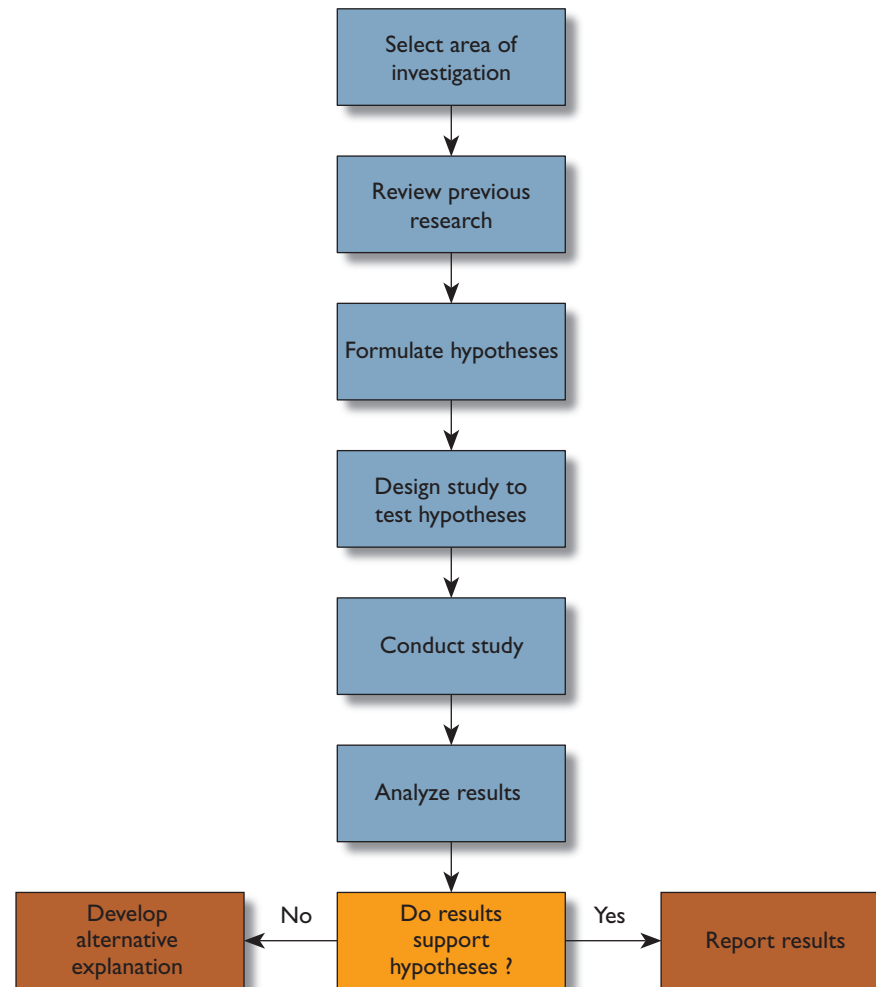 Select area of
investigation
Review previous
research
Formulate hypotheses
Design study to
test hypotheses
Conduct study
Analyze results
Develop
alternative
explanation
No
Do results
support
hypotheses ?
Yes
Report results